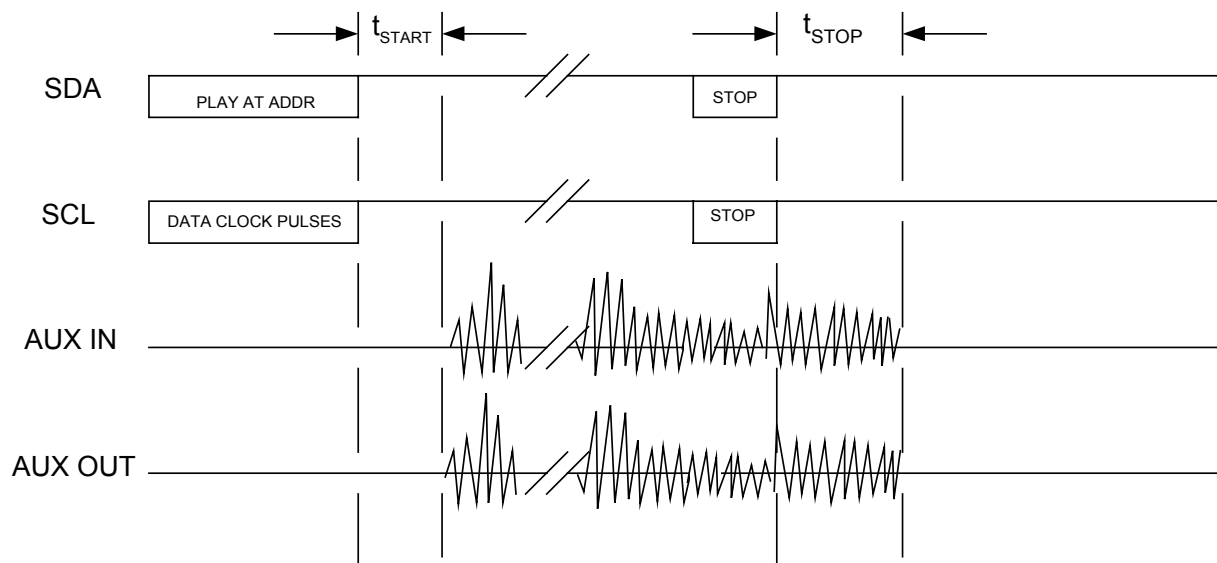 tSTART
tSTOP
SDA
PLAY AT ADDR
STOP
SCL
DATA CLOCK PULSES
STOP
AUX IN
AUX OUT